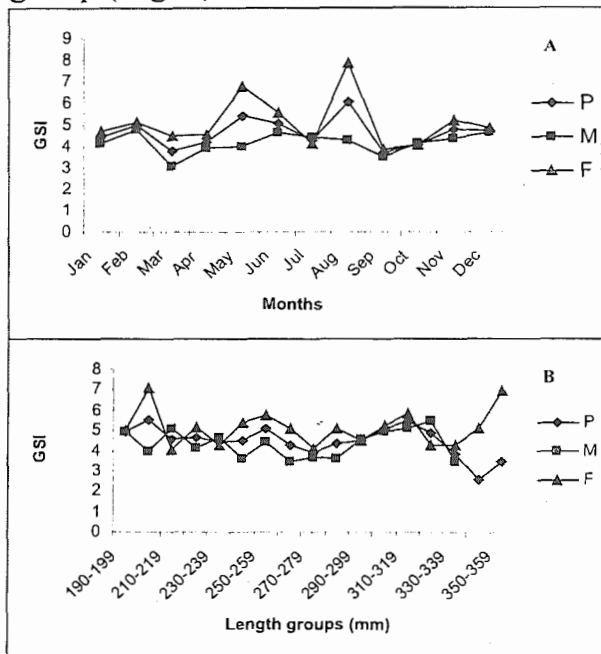 A
GSI
9
8
7
6
5
4
3
2
1
0
Jan
Feb
Mar
Apr
May
Jun
Jul
Aug
Sep
Oct
Nov
Dec
Months
P
M
F
B
GSI
8
7
6
5
4
3
2
1
0
190-199
210-219
230-239
250-259
270-279
290-299
310-319
330-339
350-359
Length groups (mm)
P
M
F